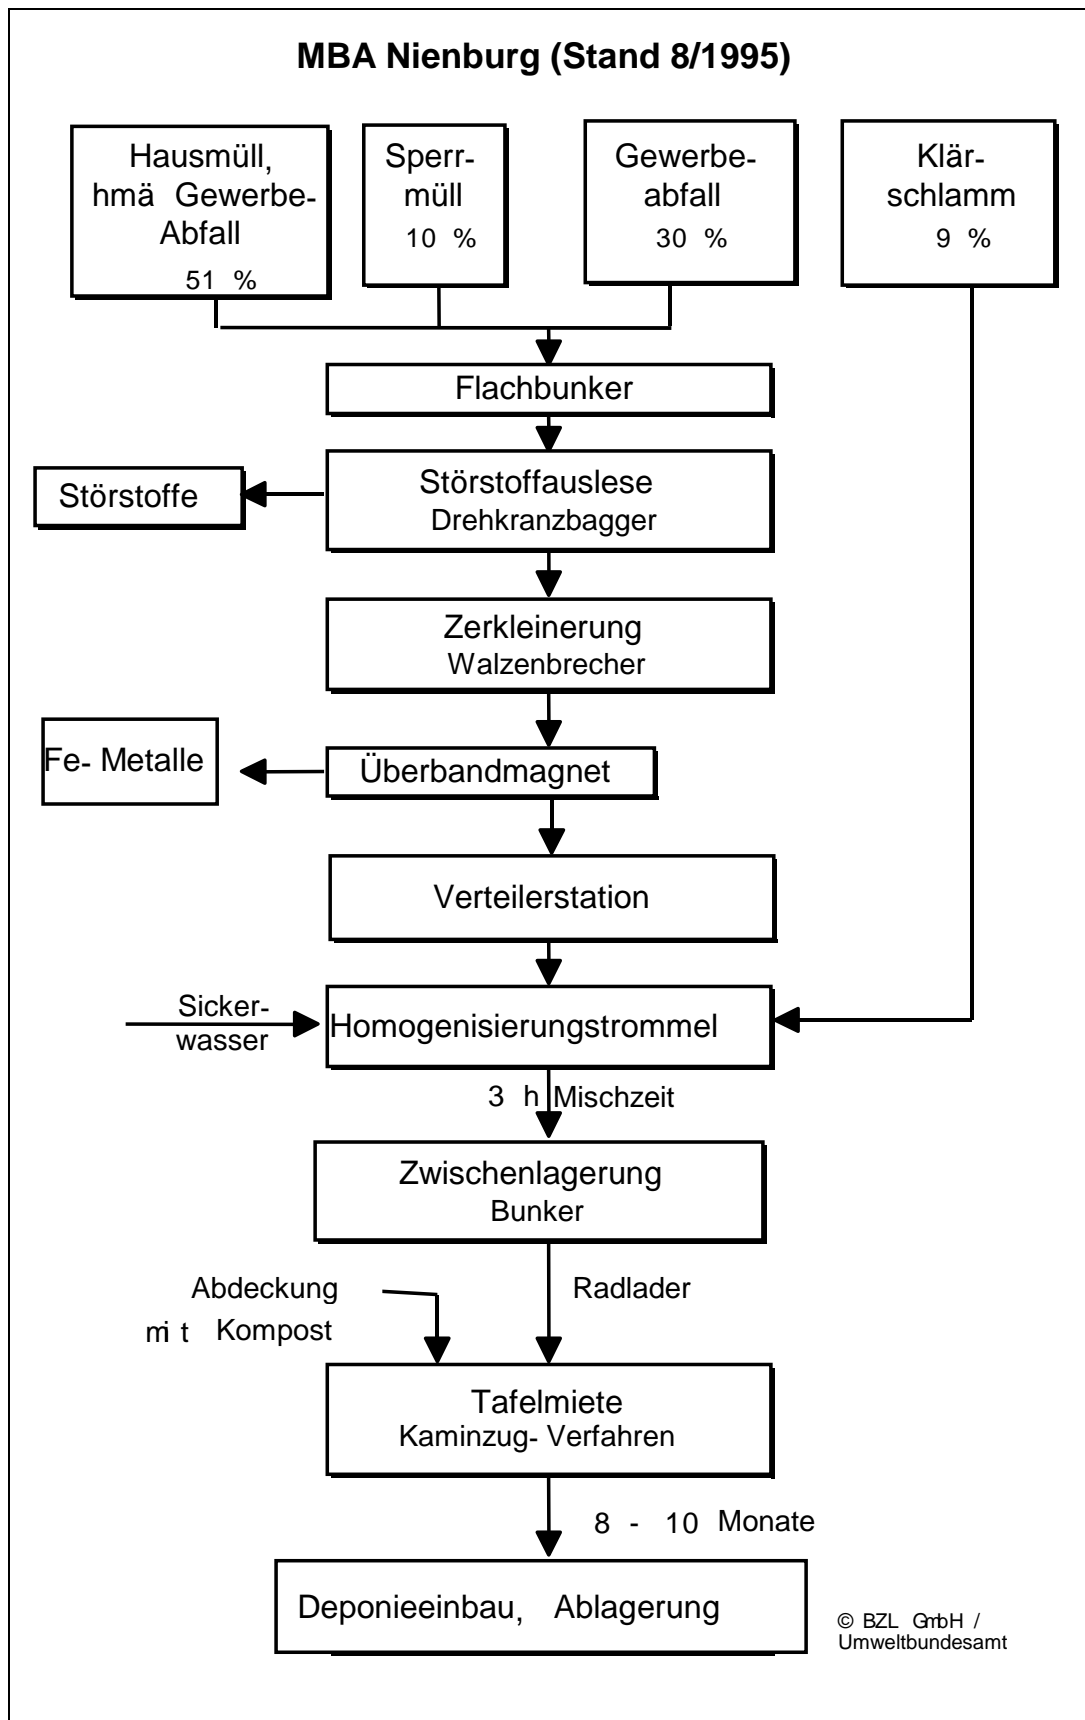 MBA Nienburg (Stand 8/1995)
Hausmüll,
hmä Gewerbe-
Abfall
51 %
Sperr-
müll
10 %
Gewerbe-
abfall
30 %
Klär-
schlamm
9 %
Flachbunker
Störstoffauslese
Drehkranzbagger
Störstoffe
Zerkleinerung
Walzenbrecher
Überbandmagnet
Fe- Metalle
Verteilerstation
Sicker-
wasser
Homogenisierungstrommel
3 h Mischzeit
Zwischenlagerung
Bunker
Abdeckung
mit Kompost
Radlader
Tafelmiete
Kaminzug- Verfahren
8 - 10 Monate
Deponieeinbau, Ablagerung
© BZL GmbH /
Umweltbundesamt